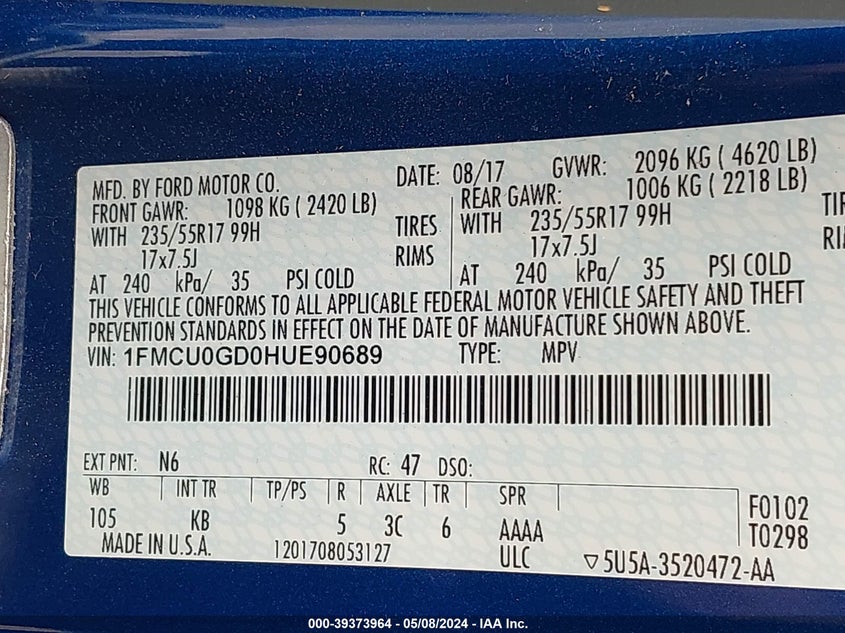 MFD. BY FORD MOTOR CO. DATE: 08/17 GVWR: 2096 KG ( 4620 LB)
FRONT GAWR: 1098 KG ( 2420 LB) REAR GAWR: 1006 KG ( 2218 LB)
WITH 235/55R17 99H TIRES WITH 235/55R17 99H
17x7.5J RIMS 17x7.5J
AT 240 kPa/ 35 PSI COLD AT 240 kPa/ 35 PSI COLD
THIS VEHICLE CONFORMS TO ALL APPLICABLE FEDERAL MOTOR VEHICLE SAFETY AND THEFT
PREVENTION STANDARDS IN EFFECT ON THE DATE OF MANUFACTURE SHOWN ABOVE.
VIN: 1FMCU0GD0HUE90689 TYPE: MPV
EXT PNT: N6 RC: 47 DSO:
WB INT TR TP/PS R AXLE TR SPR F0102
105 KB 5 3C 6 AAAA T0298
MADE IN U.S.A. 1201708053127 ULC ▽5U5A-3520472-AA
000-39373964 - 05/08/2024 - IAA Inc.